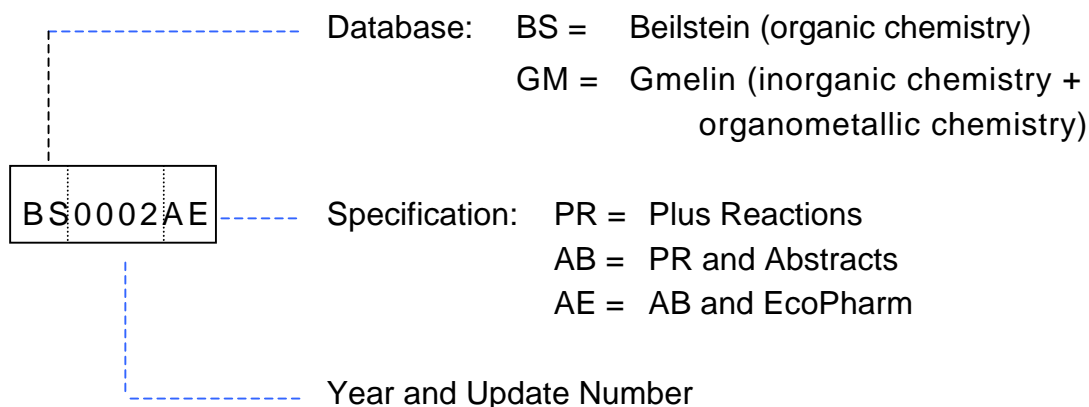 Database: BS = Beilstein (organic chemistry)
GM = Gmelin (inorganic chemistry +
organometallic chemistry)
BS0002AE
Specification: PR = Plus Reactions
AB = PR and Abstracts
AE = AB and EcoPharm
Year and Update Number